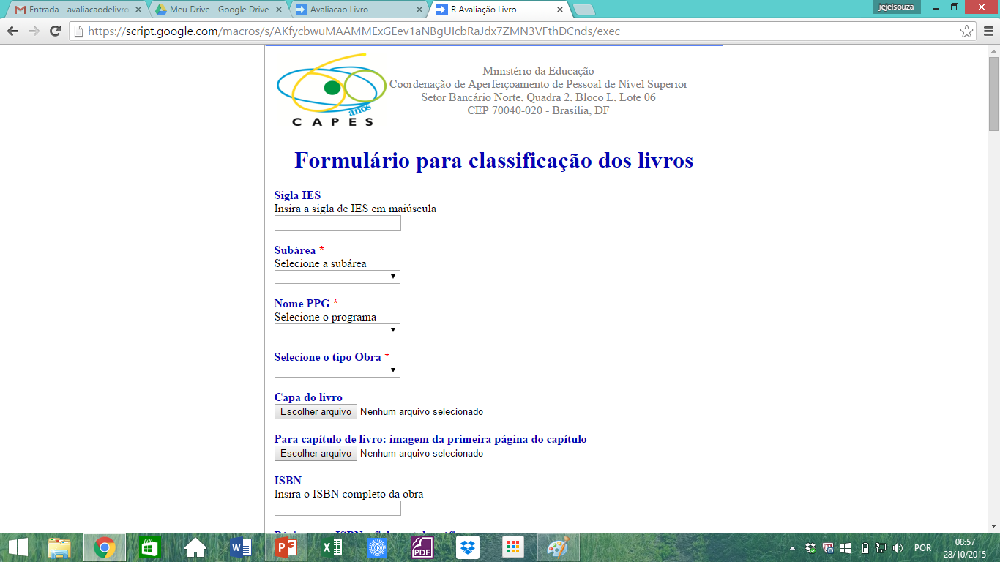 Entrada - avaliacaodelivro
Meu Drive - Google Drive
Avaliacao Livro
R Avaliação Livro
jejelsouza
https://script.google.com/macros/s/AKfycbwuMAAMMExGEev1aNBgUIcbRaJdx7ZMN3VFthDCnds/exec
anos
CAPES
Ministério da Educação
Coordenação de Aperfeiçoamento de Pessoal de Nível Superior
Setor Bancário Norte, Quadra 2, Bloco L, Lote 06
CEP 70040-020 - Brasília, DF
Formulário para classificação dos livros
Sigla IES
Insira a sigla de IES em maiúscula
Subárea *
Selecione a subárea
Nome PPG *
Selecione o programa
Selecione o tipo Obra *
Capa do livro
Escolher arquivo Nenhum arquivo selecionado
Para capítulo de livro: imagem da primeira página do capítulo
Escolher arquivo Nenhum arquivo selecionado
ISBN
Insira o ISBN completo da obra
PDF
POR
08:57
28/10/2015